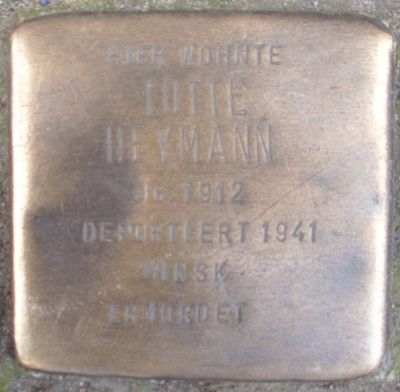 HIER WOHNTE
LOTTE
HEYMANN
JG. 1912
DEPORTIERT 1941
MINSK
ERMORDET